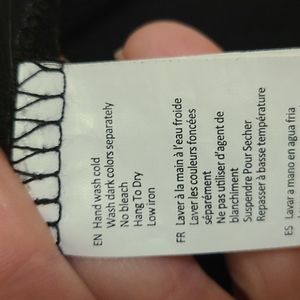 EN Hand wash cold
Wash dark colors separately
No bleach
Hang To Dry
Low iron
FR Laver à la main à l'eau froide
Laver les couleurs foncées
séparément
Ne pas utiliser d'agent de
blanchiment
Suspendre Pour Secher
Repasser à basse température
ES Lavar a mano en agua fria